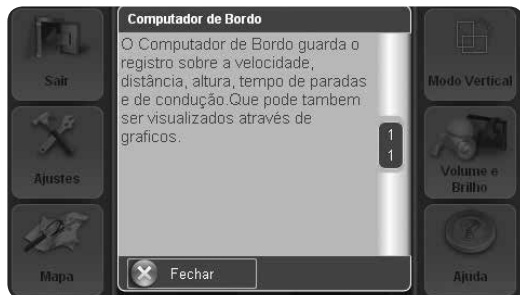 Computador de Bordo
O Computador de Bordo guarda o
registro sobre a velocidade,
distância, altura, tempo de paradas
e de condução.Que pode tambem
ser visualizados através de
graficos.
1
1
Fechar
Sair
Ajustes
Mapa
Modo Vertical
Volume e
Brilho
Ajuda